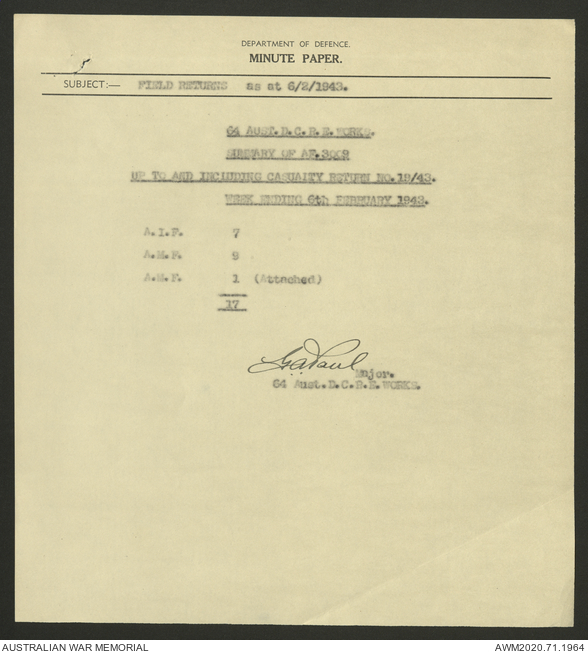 DEPARTMENT OF DEFENCE.
MINUTE PAPER.
5
SUBJECT:— FIELD RETURNS as at 6/2/1943.
64 AUST.D.C.R.E.WORKS.
SUMMARY OF AF.3008
UP TO AND INCLUDING CASUALTY RETURN NO.19/43.
WEEK ENDING 6th FEBRUARY 1943.
A.I.F. 7
A.M.F. 9
A.M.F. 1 (Attached)
17
Major.
64 Aust.D.C.R.E.WORKS.
AUSTRALIAN WAR MEMORIAL AWM2020.71.1964